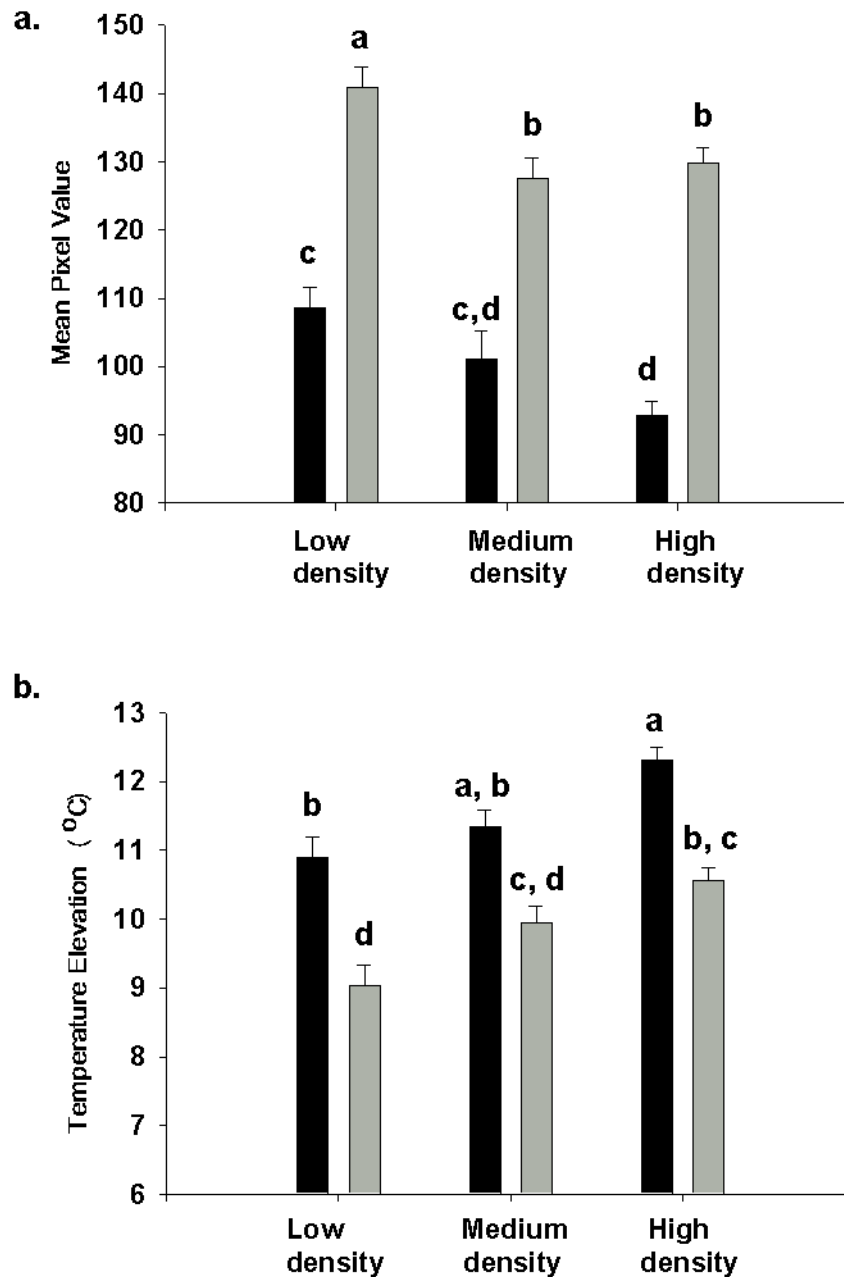 a.
150
140
130
120
110
100
90
80
Mean Pixel Value
c
a
c,d
b
d
b
Low density
Medium density
High density
b.
13
12
11
10
9
8
7
6
Temperature Elevation ( ⁰C)
b
d
a, b
c, d
a
b, c
Low density
Medium density
High density